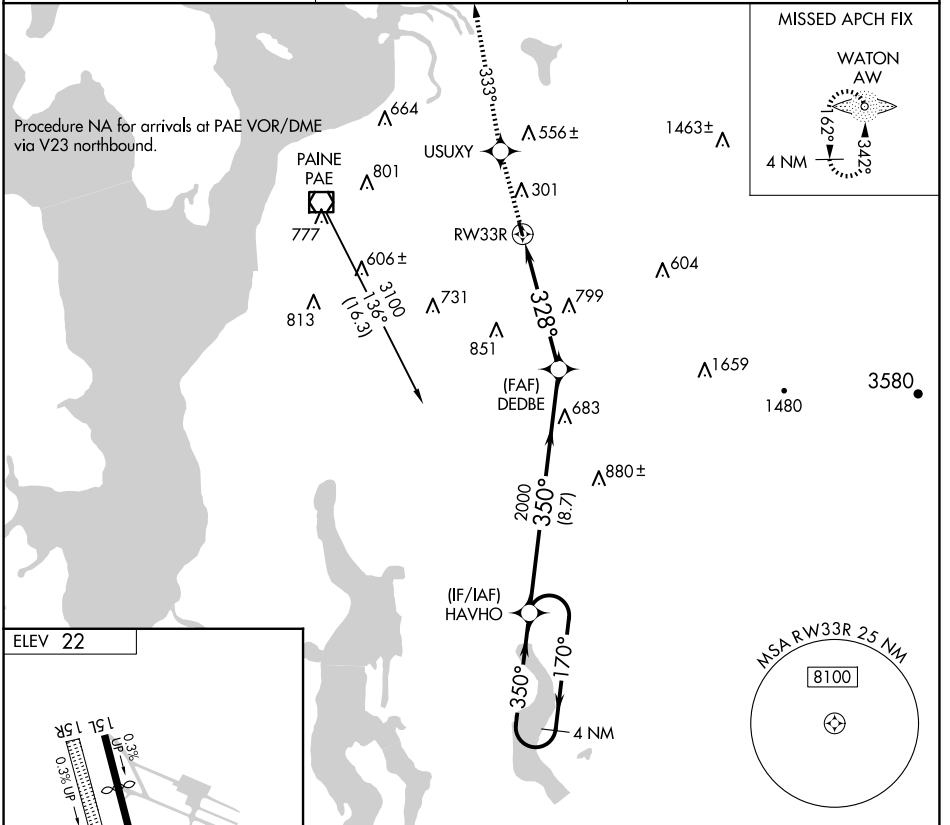 MISSED APCH FIX
WATON
AW
162°
342°
4 NM
Procedure NA for arrivals at PAE VOR/DME
via V23 northbound.
333°
664
556±
1463±
USUXY
PAINE
PAE
801
301
777
RW33R
606±
604
3100
136°
(16.3)
813
731
799
328°
851
(FAF)
DEDBE
1659
1480
3580
683
880±
2000
350°
(8.7)
(IF/IAF)
HAVHO
350°
170°
4 NM
MSA RW33R 25 NM
8100
ELEV 22
15R
15L
0.3%
UP
0.3% UP